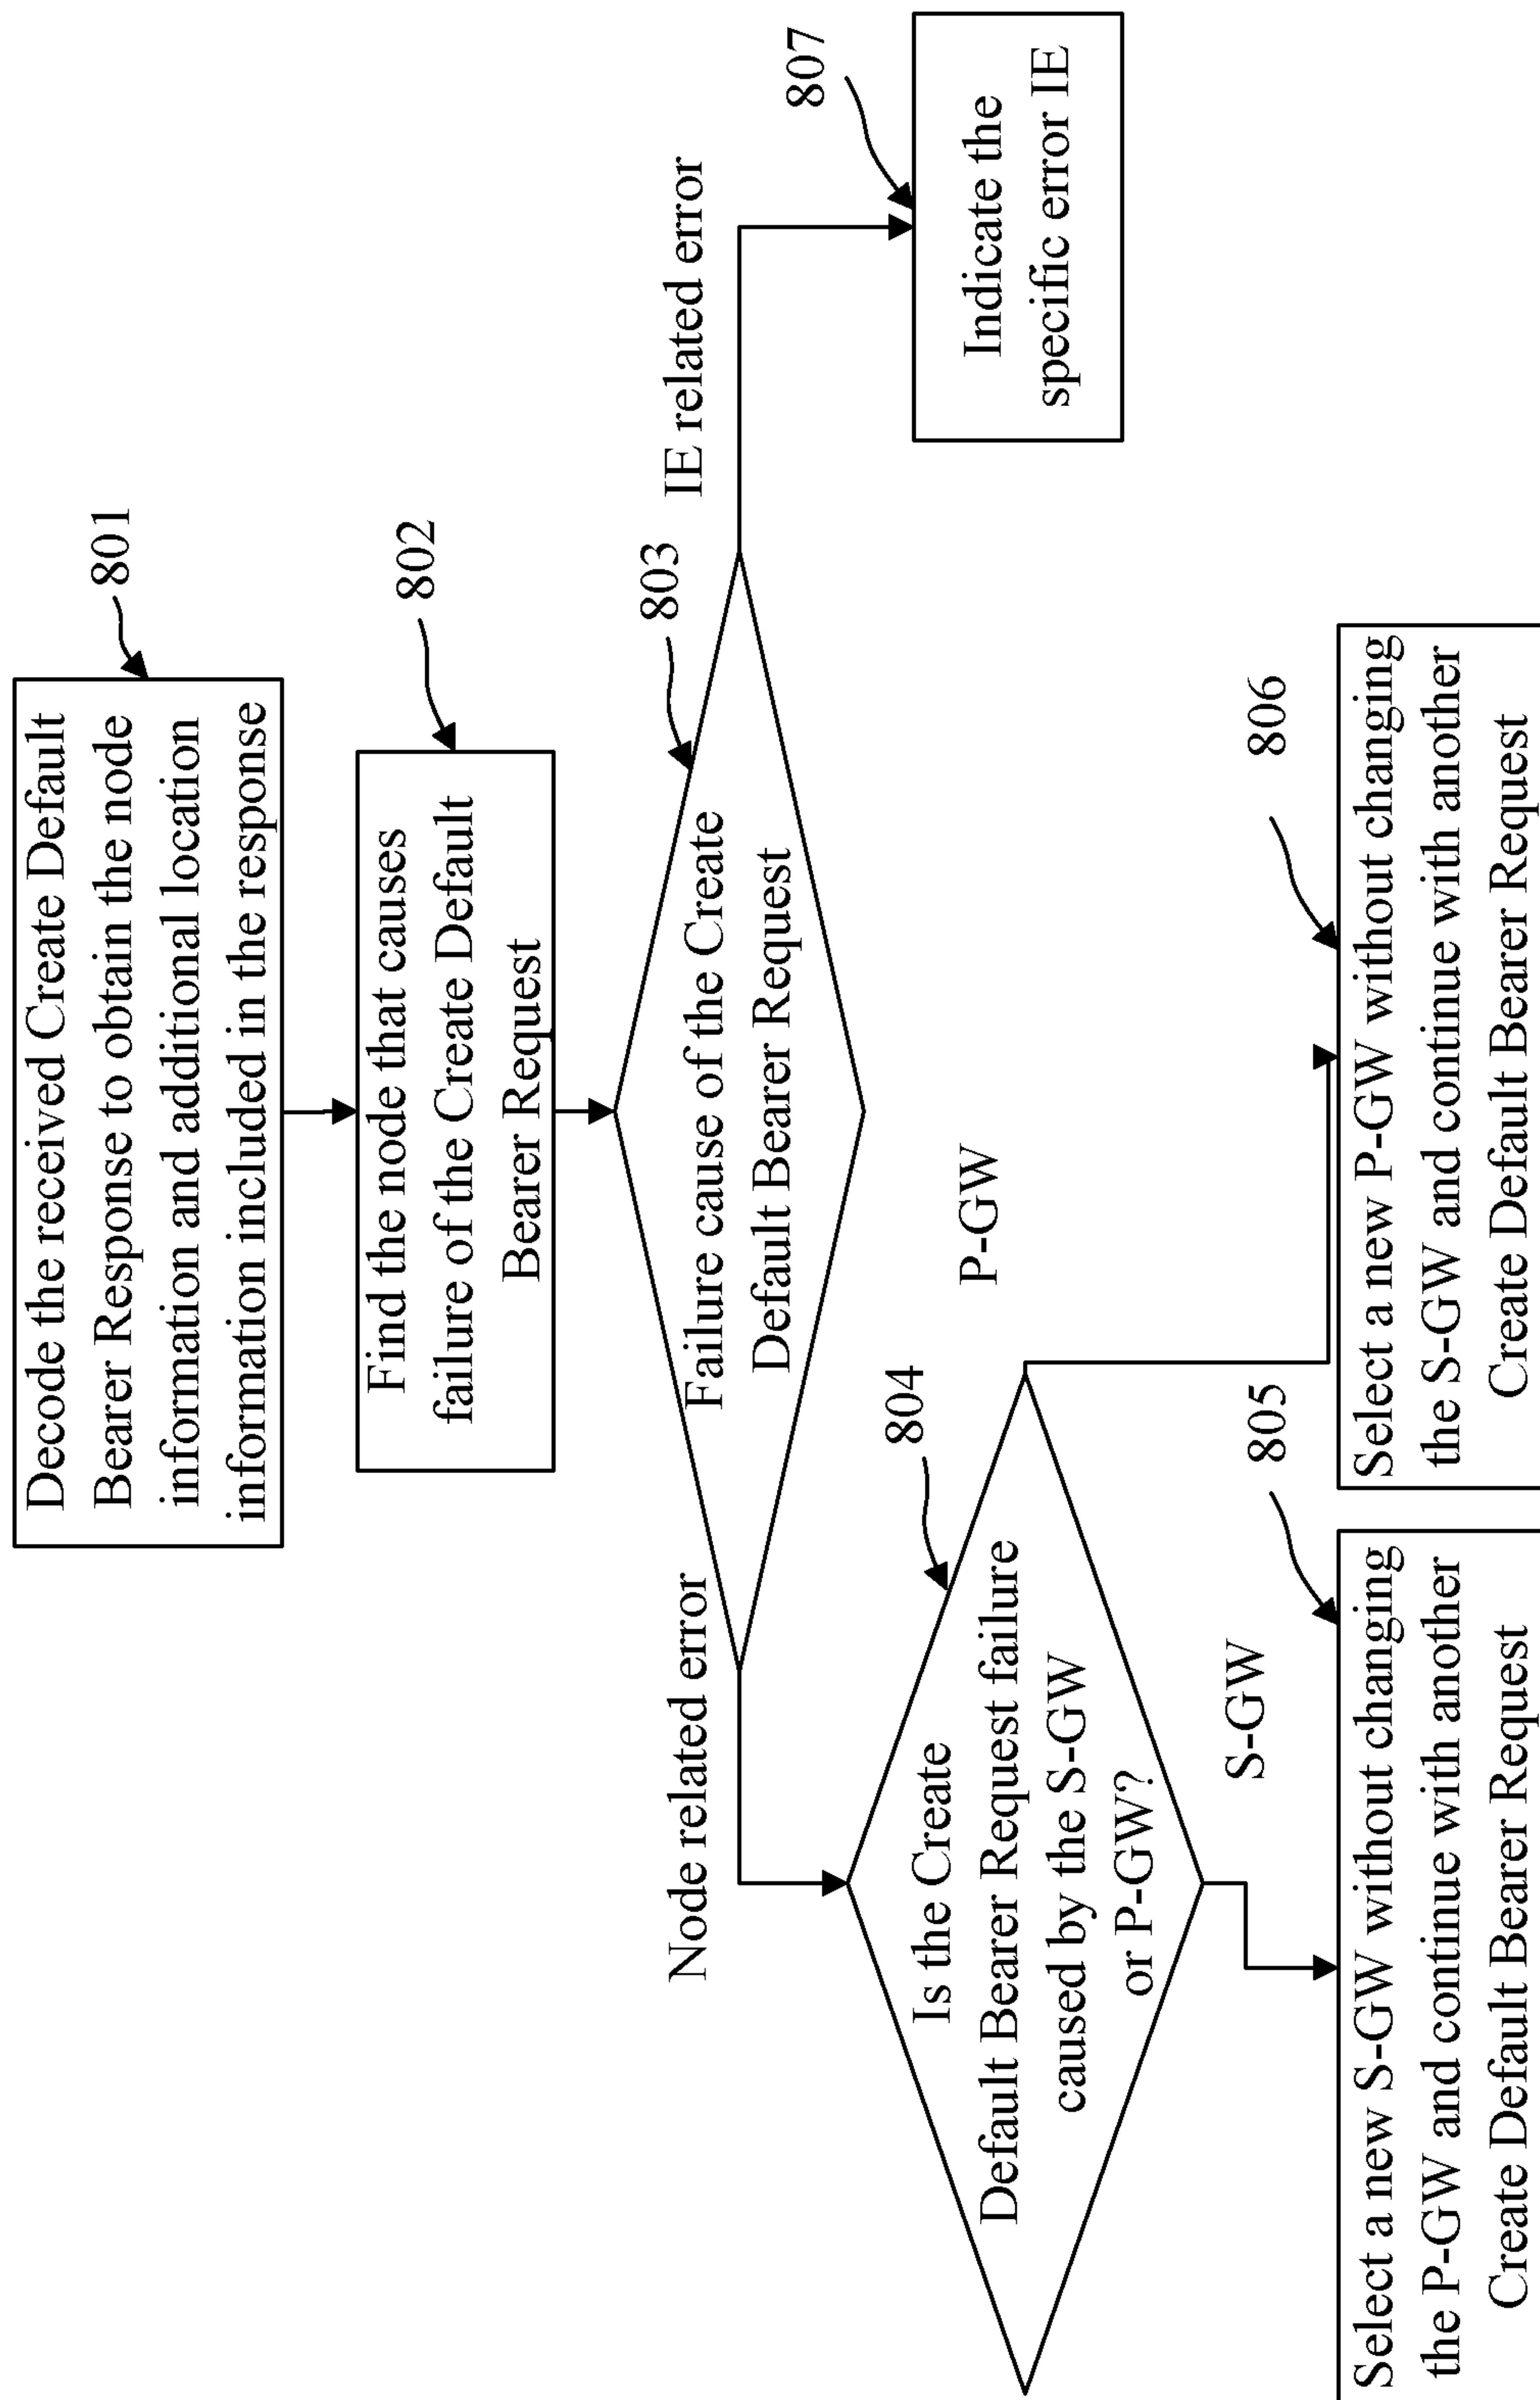 Decode the received Create Default
Bearer Response to obtain the node
information and additional location
information included in the response
801
Find the node that causes
failure of the Create Default
Bearer Request
802
803
Failure cause of the Create
Default Bearer Request
Node related error
IE related error
804
Is the Create
Default Bearer Request failure
caused by the S-GW
or P-GW?
P-GW
807
Indicate the
specific error IE
S-GW
805
Select a new S-GW without changing
the P-GW and continue with another
Create Default Bearer Request
806
Select a new P-GW without changing
the S-GW and continue with another
Create Default Bearer Request